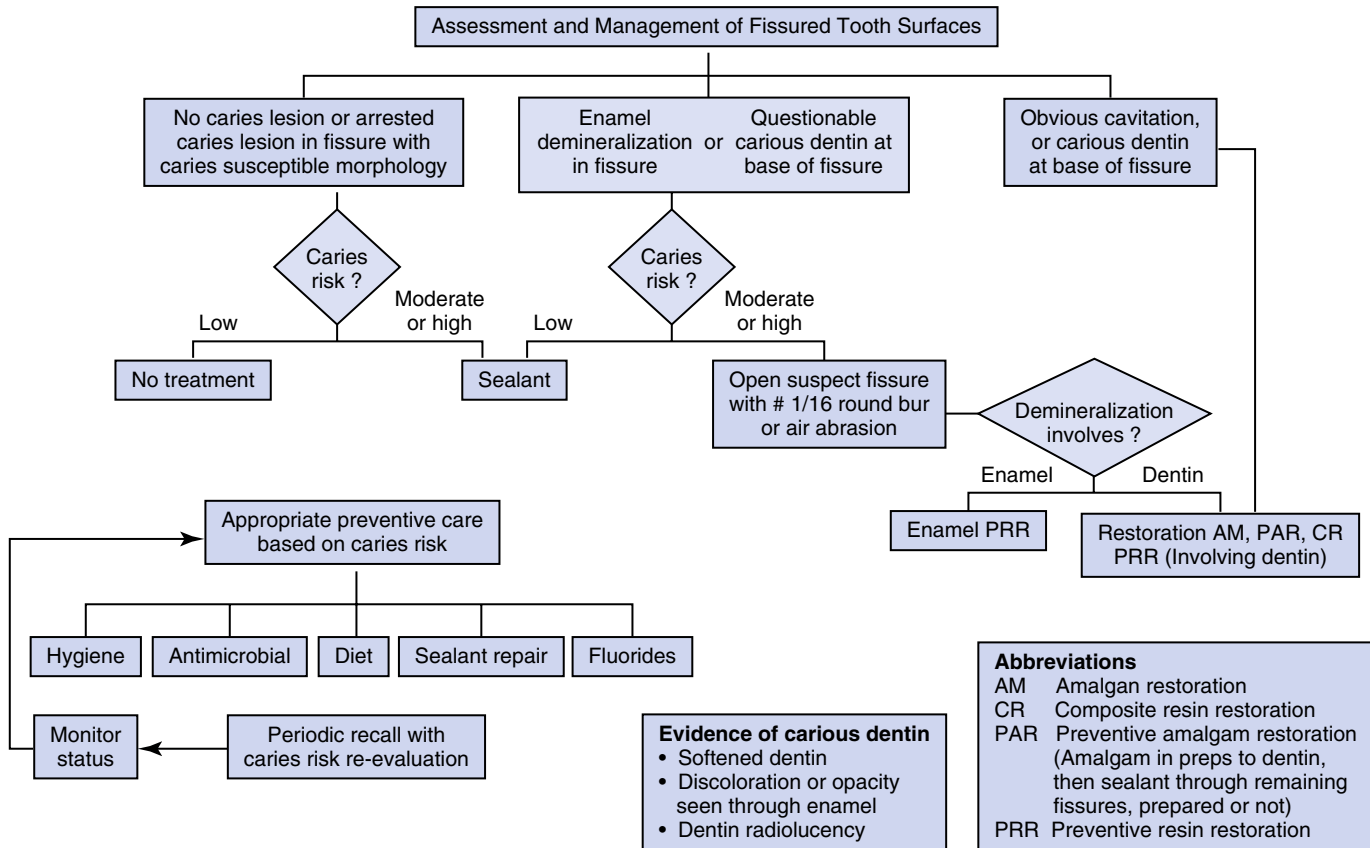 Assessment and Management of Fissured Tooth Surfaces
No caries lesion or arrested
caries lesion in fissure with
caries susceptible morphology
Enamel
demineralization
in fissure
or
Questionable
carious dentin at
base of fissure
Obvious cavitation,
or carious dentin
at base of fissure
Caries
risk ?
Low
Moderate
or high
Caries
risk ?
Low
Moderate
or high
No treatment
Sealant
Open suspect fissure
with # 1/16 round bur
or air abrasion
Demineralization
involves ?
Enamel
Dentin
Enamel PRR
Restoration AM, PAR, CR
PRR (Involving dentin)
Appropriate preventive care
based on caries risk
Hygiene
Antimicrobial
Diet
Sealant repair
Fluorides
Monitor
status
Periodic recall with
caries risk re-evaluation
Evidence of carious dentin
• Softened dentin
• Discoloration or opacity
seen through enamel
• Dentin radiolucency
Abbreviations
AM Amalgan restoration
CR Composite resin restoration
PAR Preventive amalgam restoration
(Amalgam in preps to dentin,
then sealant through remaining
fissures, prepared or not)
PRR Preventive resin restoration